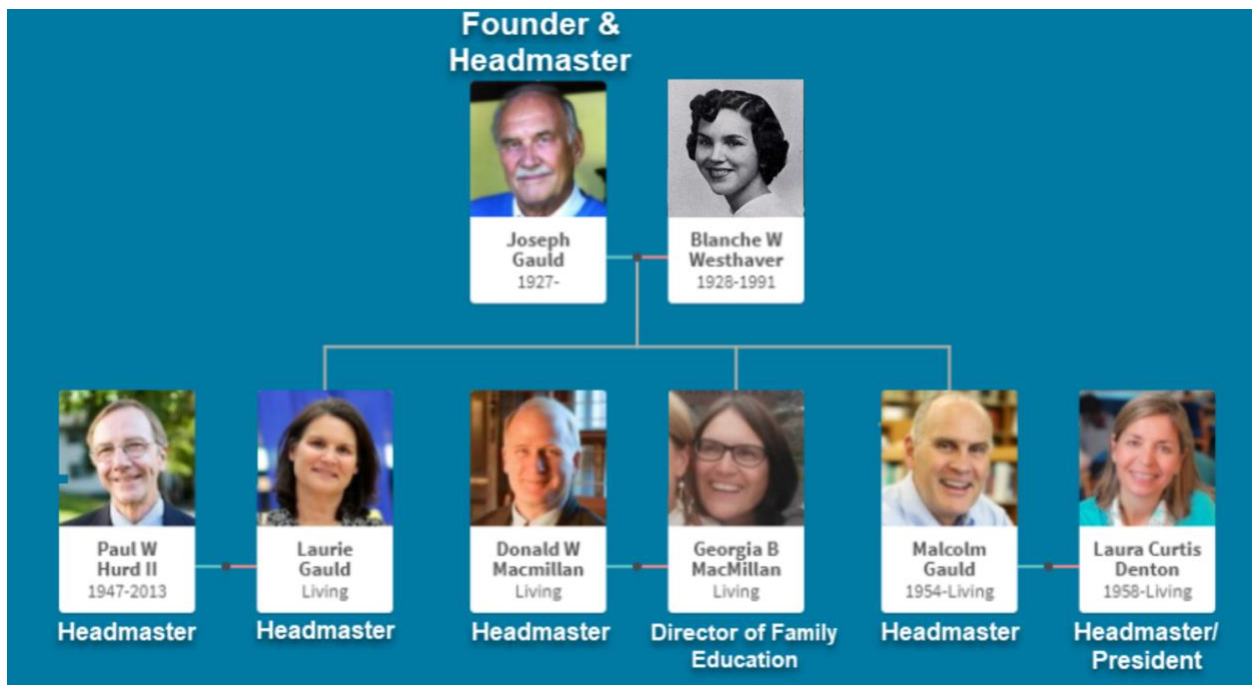 Founder &
Headmaster
Joseph
Gauld
1927-
Blanche W
Westhaver
1928-1991
Paul W
Hurd II
1947-2013
Headmaster
Laurie
Gauld
Living
Headmaster
Donald W
Macmillan
Living
Headmaster
Georgia B
MacMillan
Living
Director of Family
Education
Malcolm
Gauld
1954-Living
Headmaster
Laura Curtis
Denton
1958-Living
Headmaster/
President